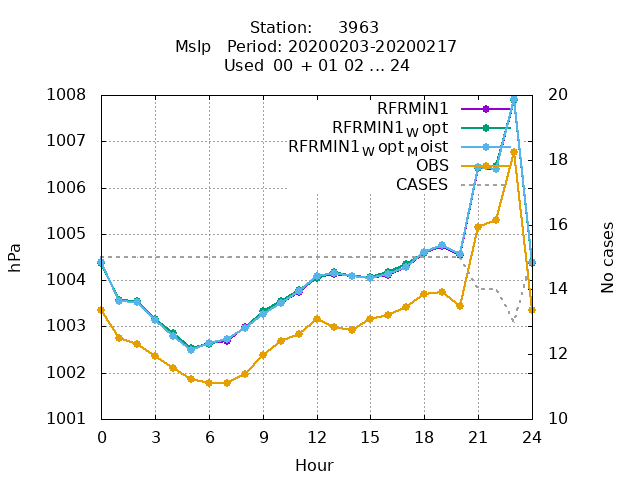 Station: 3963
Mslp Period: 20200203-20200217
Used 00 + 01 02 ... 24
1008
1007
1006
1005
1004
1003
1002
1001
hPa
20
18
16
14
12
10
No cases
RFRMIN1
RFRMIN1WOpt
RFRMIN1WOptMoist
OBS
CASES
0 3 6 9 12 15 18 21 24
Hour